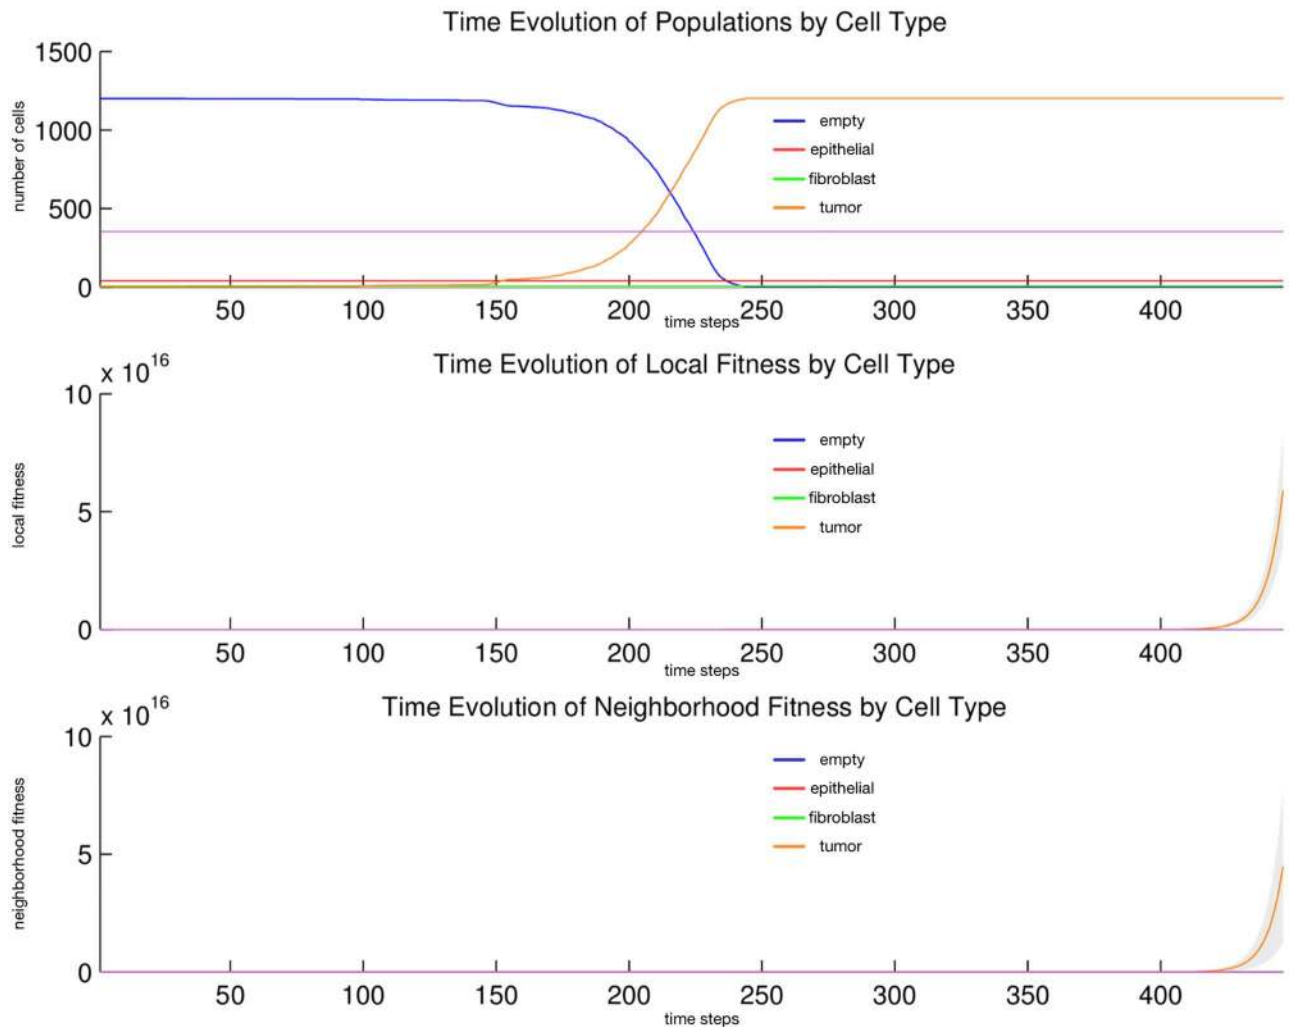 Time Evolution of Populations by Cell Type
1500
1000
500
0
number of cells
empty
epithelial
fibroblast
tumor
50 100 150 200 250 300 350 400
time steps
Time Evolution of Local Fitness by Cell Type
x 10^16
10
5
0
local fitness
empty
epithelial
fibroblast
tumor
50 100 150 200 250 300 350 400
time steps
Time Evolution of Neighborhood Fitness by Cell Type
x 10^16
10
5
0
neighborhood fitness
empty
epithelial
fibroblast
tumor
50 100 150 200 250 300 350 400
time steps